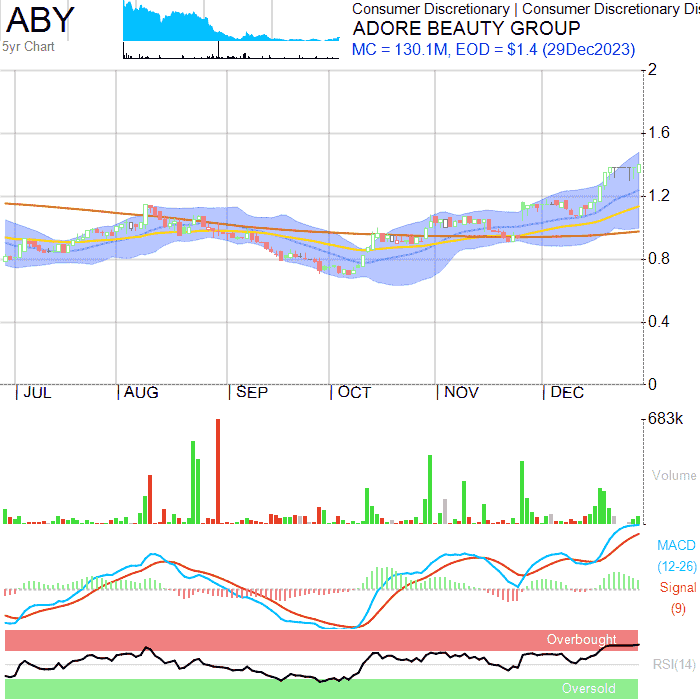 ABY
5yr Chart
Consumer Discretionary | Consumer Discretionary Dis
ADORE BEAUTY GROUP
MC = 130.1M, EOD = $1.4 (29Dec2023)
2
1.6
1.2
0.8
0.4
0
| JUL | AUG | SEP | OCT | NOV | DEC
683k
Volume
MACD
(12-26)
Signal
(9)
Overbought
RSI(14)
Oversold